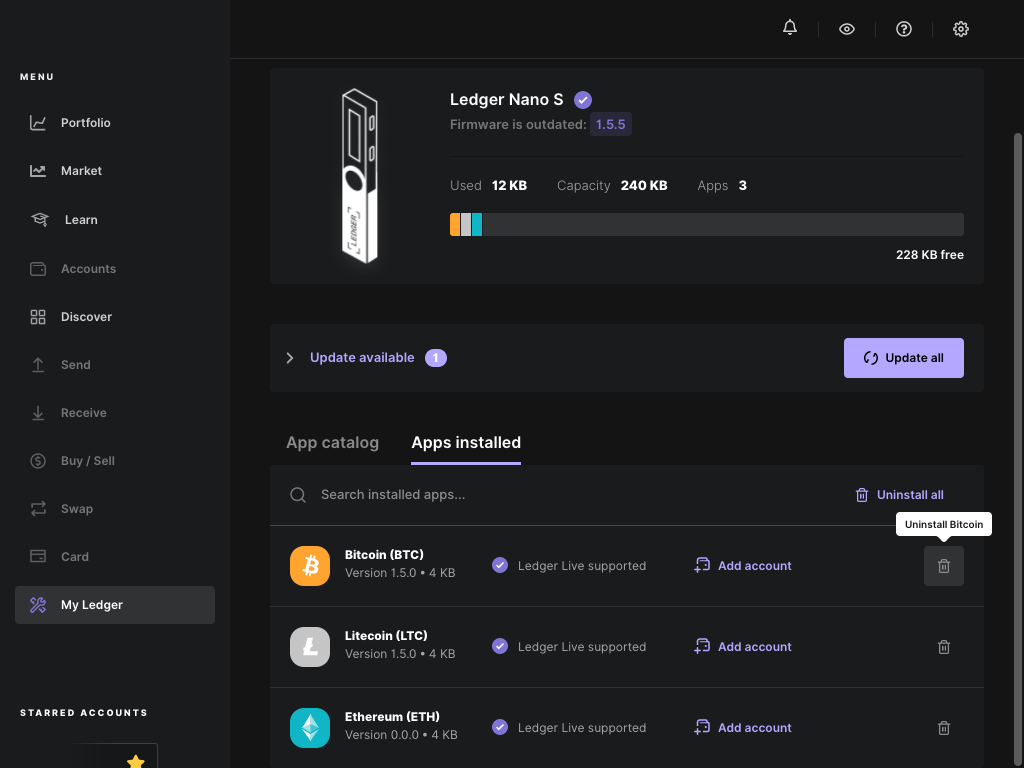 MENU
Portfolio
Market
Learn
Accounts
Discover
Send
Receive
Buy / Sell
Swap
Card
My Ledger
STARRED ACCOUNTS
LEDGER
Ledger Nano S
Firmware is outdated: 1.5.5
Used 12 KB Capacity 240 KB Apps 3
228 KB free
Update available 1
Update all
App catalog Apps installed
Search installed apps...
Uninstall all
Uninstall Bitcoin
Bitcoin (BTC)
Version 1.5.0 • 4 KB
Ledger Live supported
Add account
Litecoin (LTC)
Version 1.5.0 • 4 KB
Ledger Live supported
Add account
Ethereum (ETH)
Version 0.0.0 • 4 KB
Ledger Live supported
Add account